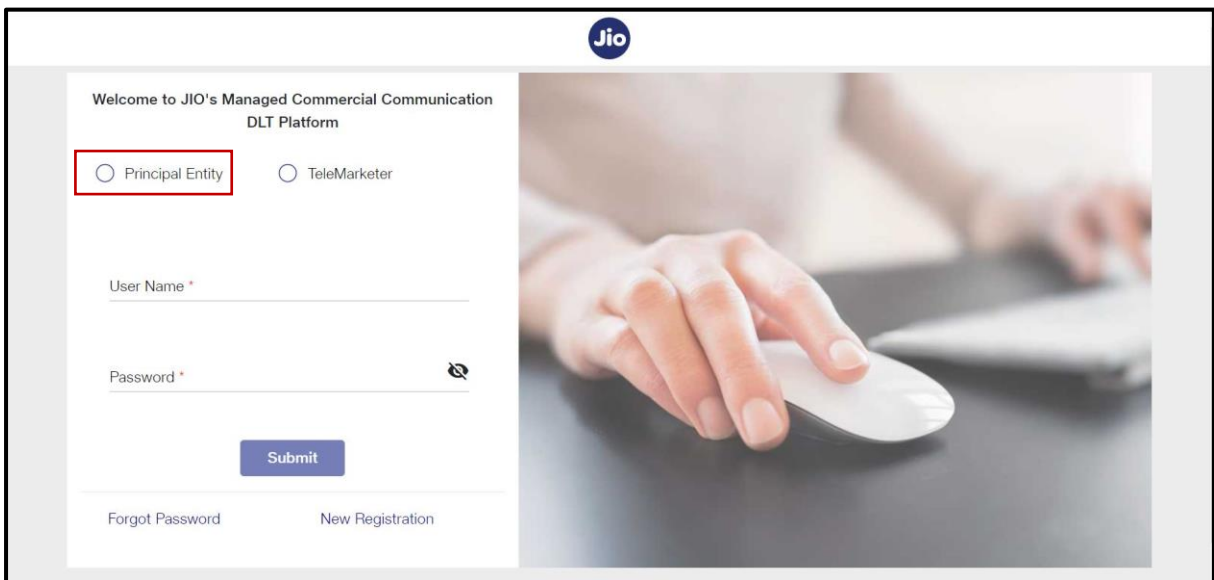 Jio
Welcome to JIO's Managed Commercial Communication
DLT Platform
Principal Entity TeleMarketer
User Name *
Password *
Submit
Forgot Password New Registration